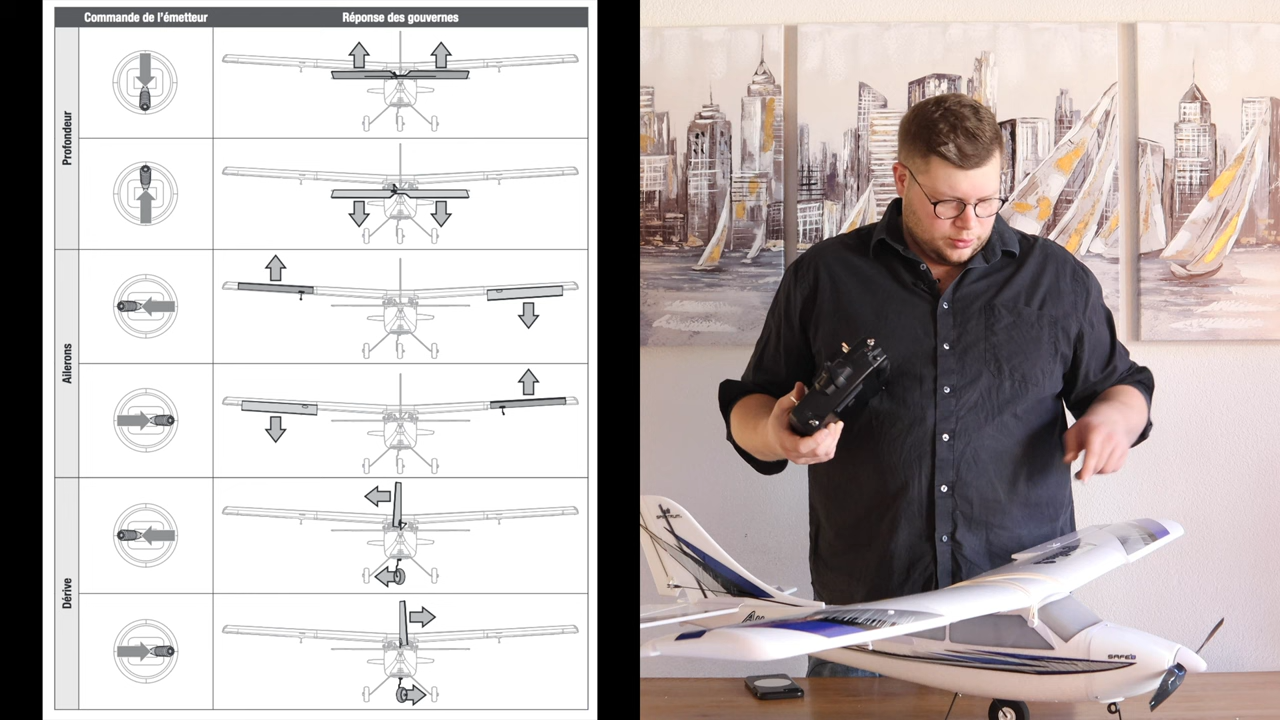 Commande de l'émetteur
Réponse des gouvernes
Profondeur
Ailerons
Dérive
SAFE